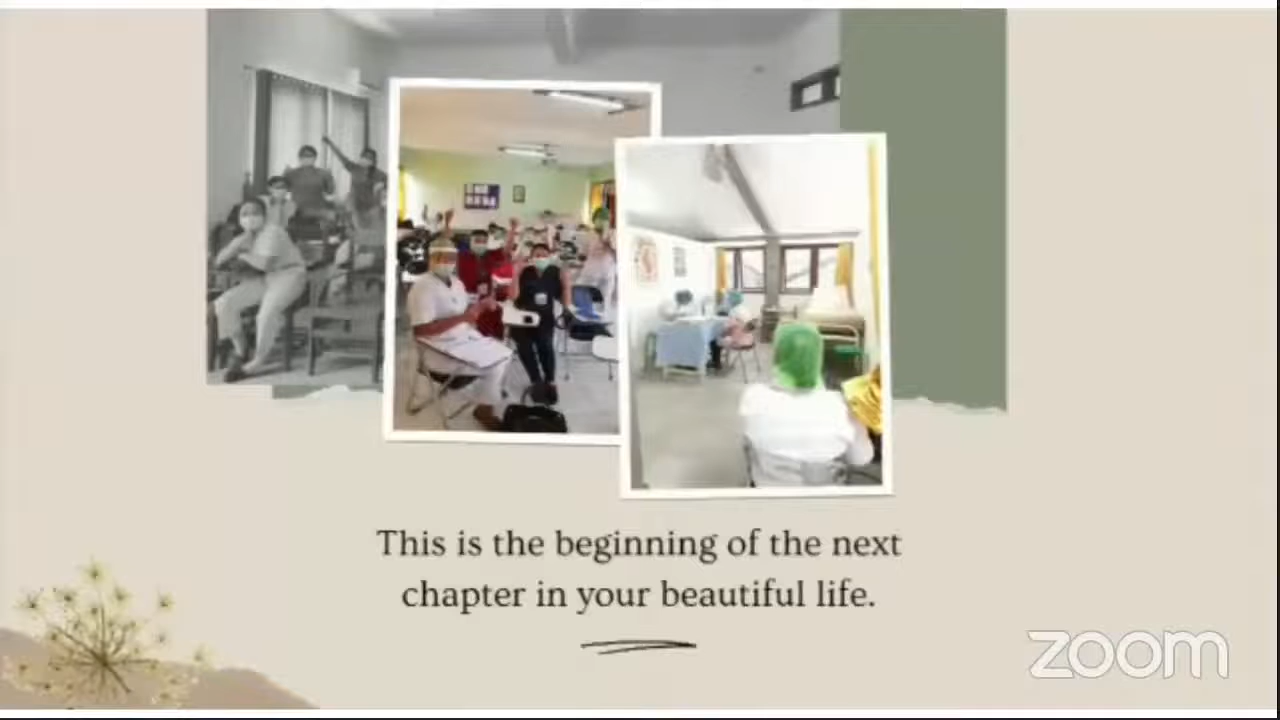 This is the beginning of the next
chapter in your beautiful life.
zoom